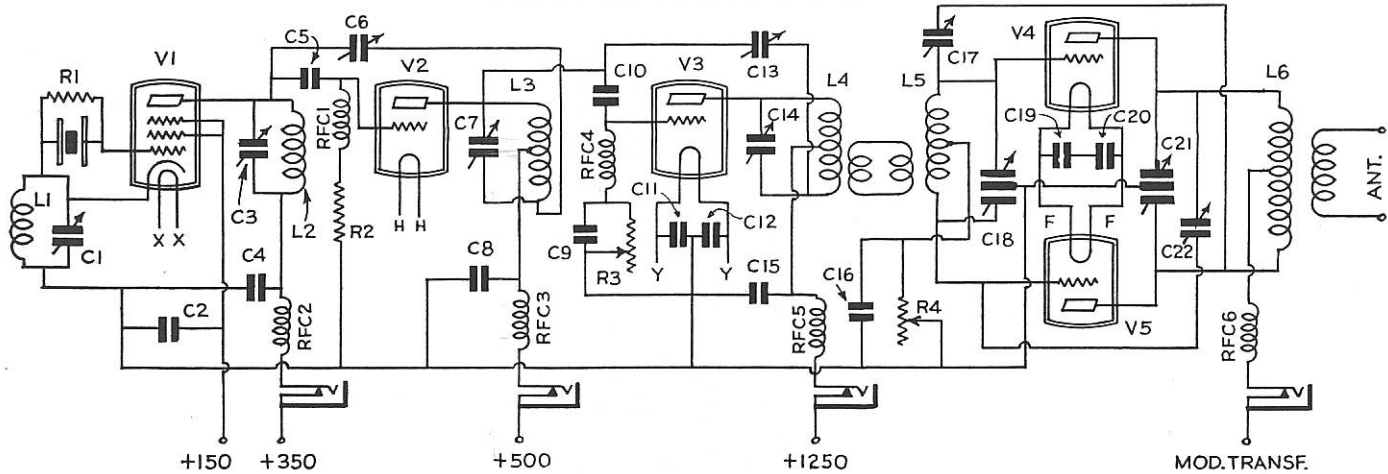 C6
C5
V1
V2
L3
C10
V3
C13
L4
L5
C17
V4
L6
R1
RFC1
C7
RFC4
C14
C19
C20
C21
ANT.
L1
C3
L2
R2
H H
C11
C12
F F
X X
C1
C4
C8
C9
R3
Y Y
C15
C16
R4
C18
C22
C2
RFC2
RFC3
RFC5
V5
RFC6
+150 +350 +500 +1250 MOD. TRANSF.